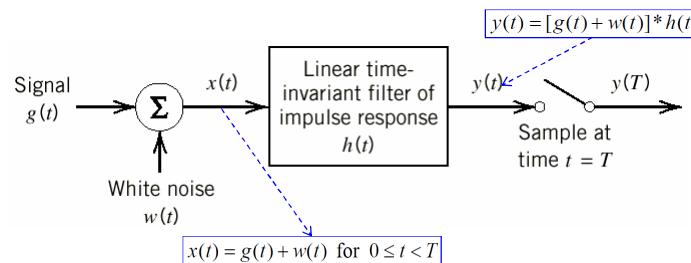 y(t) = [g(t) + w(t)] * h(t
Signal
g(t)
Σ
x(t)
Linear time-
invariant filter of
impulse response
h(t)
y(t)
y(T)
Sample at
time t = T
White noise
w(t)
x(t) = g(t) + w(t) for 0 ≤ t < T